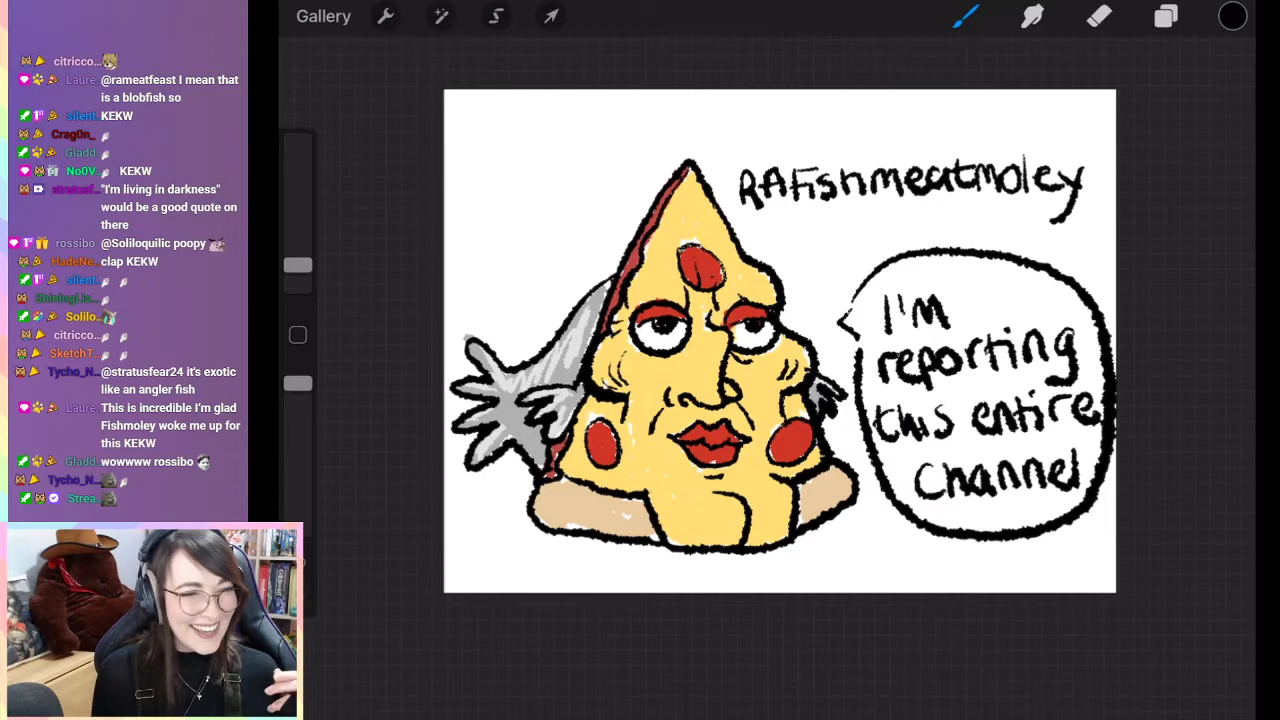 Gallery
citricco...
Laure. @rameatfeast I mean that
is a blobfish so
silent. KEKW
Crag0n_
Gladd.
No0V... KEKW
stratusf... "I'm living in darkness"
would be a good quote on
there
rossibo @Soliloquilic poopy
HadeNe. clap KEKW
silent.
ShiningLic..
Solilo..
citricco...
SketchT...
Tycho_N.. @stratusfear24 it's exotic
like an angler fish
Laure. This is incredible I'm glad
Fishmoley woke me up for
this KEKW
Gladd. wowwww rossibo
Tycho_N..
Strea.
RAFishmeatmoley
I'm
reporting
this entire
Channel